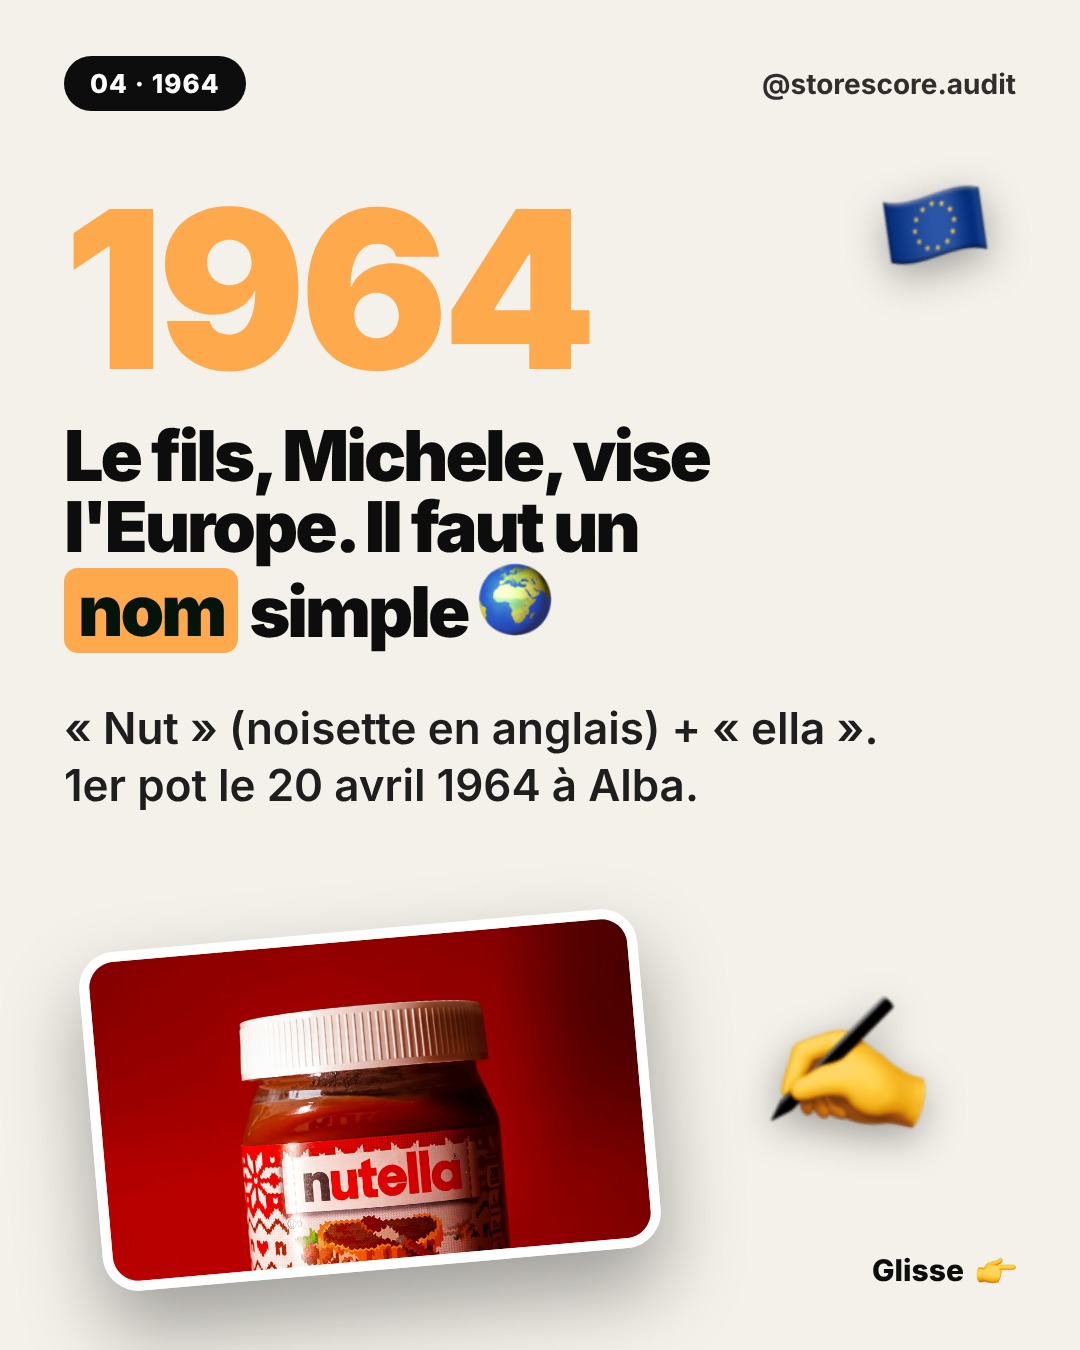 04 · 1964
@storescore.audit
1964
Le fils, Michele, vise
l'Europe. Il faut un
nom simple
« Nut » (noisette en anglais) + « ella ».
1er pot le 20 avril 1964 à Alba.
nutella
n
Glisse